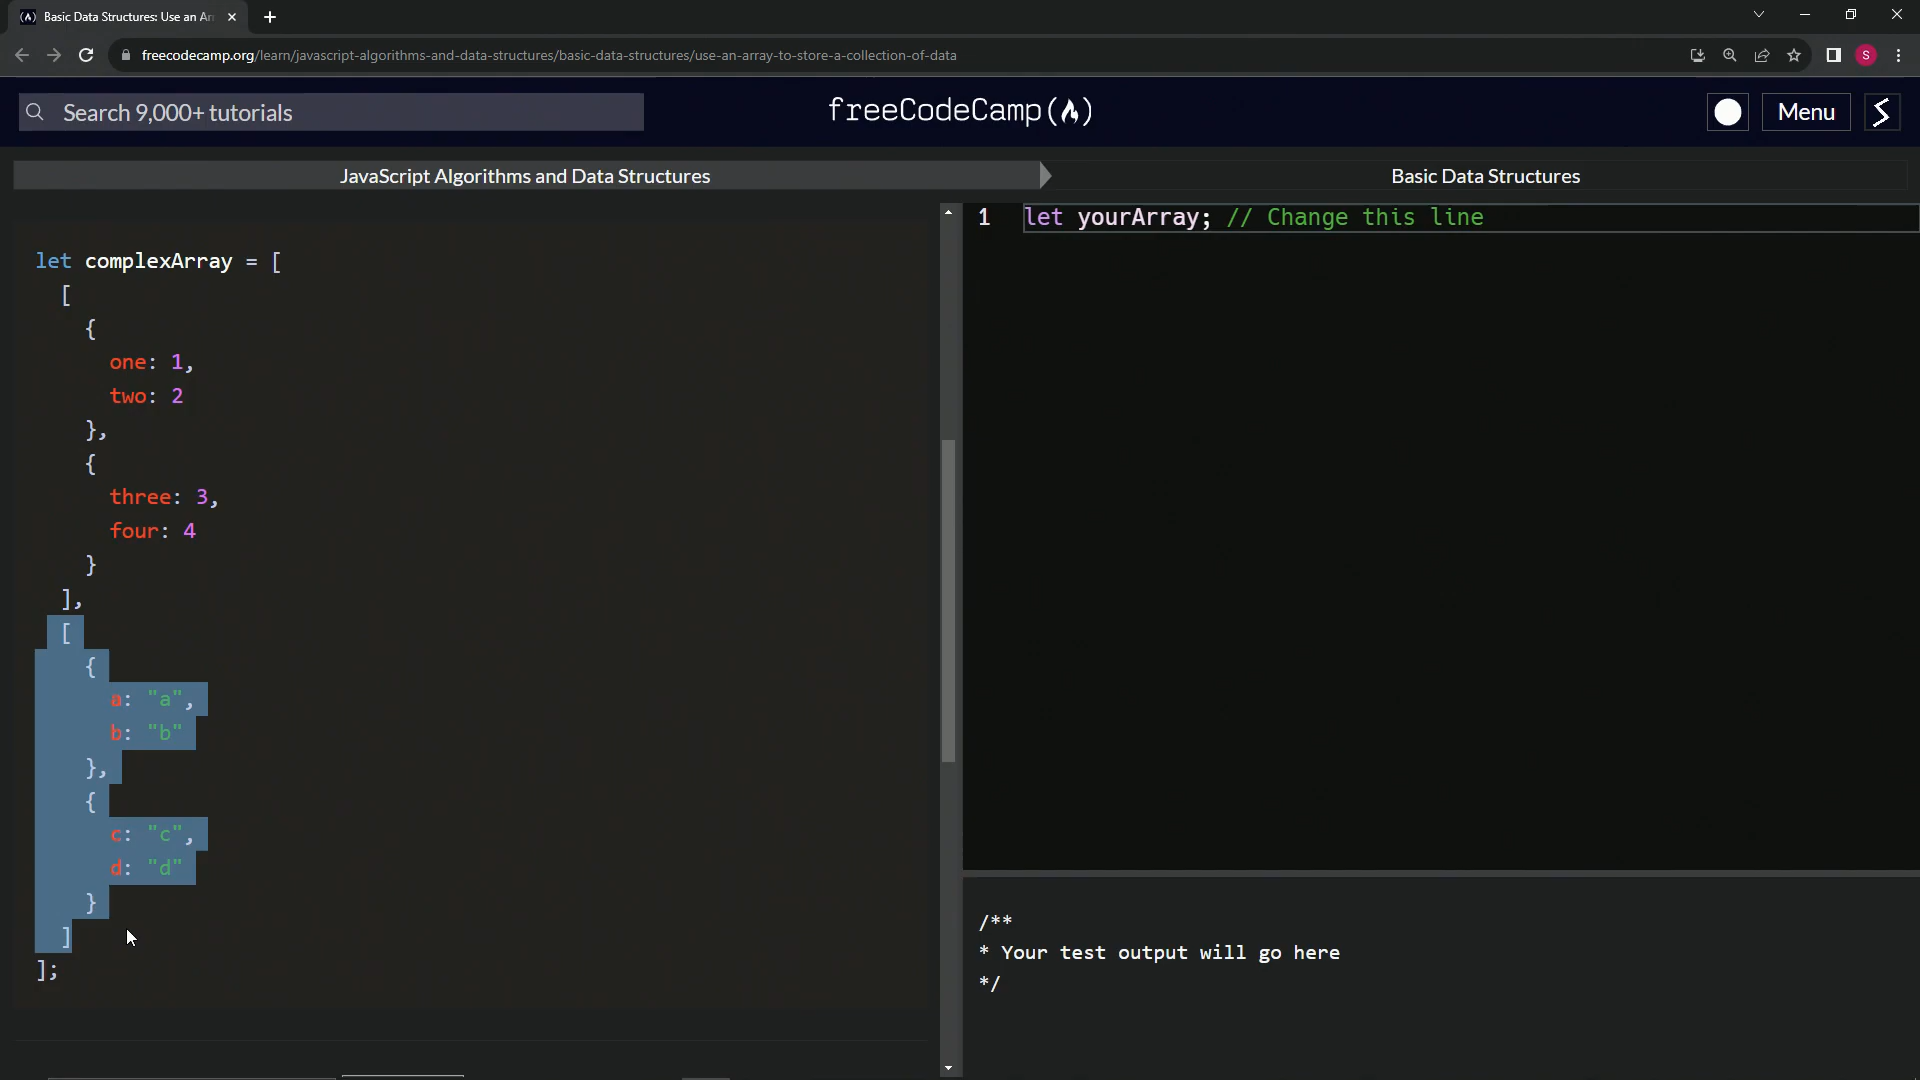 Basic Data Structures: Use an Ar
freecodecamp.org/learn/javascript-algorithms-and-data-structures/basic-data-structures/use-an-array-to-store-a-collection-of-data
S
Search 9,000+ tutorials
freeCodeCamp
Menu
JavaScript Algorithms and Data Structures
Basic Data Structures
let complexArray = [
[
{
one: 1,
two: 2
},
{
three: 3,
four: 4
}
],
[
{
a: "a",
b: "b"
},
{
c: "c",
d: "d"
}
]
];
1 let yourArray; // Change this line
/**
* Your test output will go here
*/